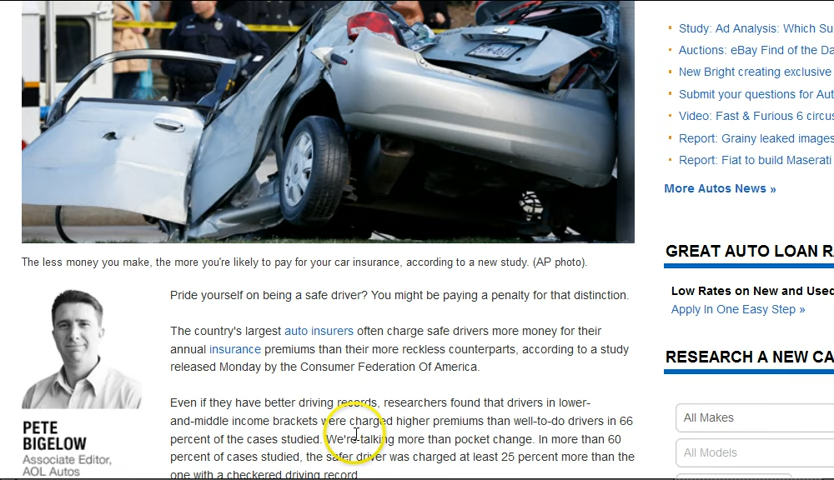 The less money you make, the more you're likely to pay for your car insurance, according to a new study. (AP photo).
PETE
BIGELOW
Associate Editor,
AOL Autos
Pride yourself on being a safe driver? You might be paying a penalty for that distinction.
The country's largest auto insurers often charge safe drivers more money for their
annual insurance premiums than their more reckless counterparts, according to a study
released Monday by the Consumer Federation Of America.
Even if they have better driving records, researchers found that drivers in lower-
and-middle income brackets were charged higher premiums than well-to-do drivers in 66
percent of the cases studied. We're talking more than pocket change. In more than 60
percent of cases studied, the safer driver was charged at least 25 percent more than the
one with a checkered driving record.
Study: Ad Analysis: Which Su
Auctions: eBay Find of the Da
New Bright creating exclusive
Submit your questions for Aut
Video: Fast & Furious 6 circus
Report: Grainy leaked images
Report: Fiat to build Maserati
More Autos News »
GREAT AUTO LOAN R
Low Rates on New and Used
Apply In One Easy Step »
RESEARCH A NEW CA
All Makes
All Models